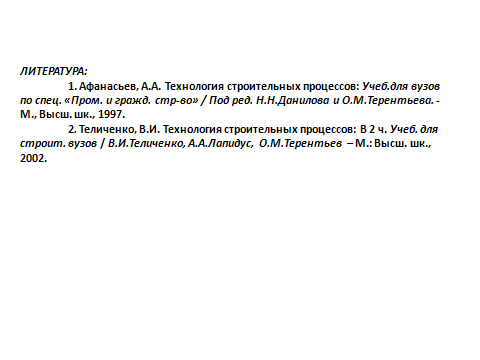 ЛИТЕРАТУРА:
1. Афанасьев, А.А. Технология строительных процессов: Учеб.для вузов
по спец. «Пром. и гражд. стр-во» / Под ред. Н.Н.Данилова и О.М.Терентьева. -
М., Высш. шк., 1997.
2. Теличенко, В.И. Технология строительных процессов: В 2 ч. Учеб. для
строит. вузов / В.И.Теличенко, А.А.Лапидус, О.М.Терентьев – М.: Высш. шк.,
2002.